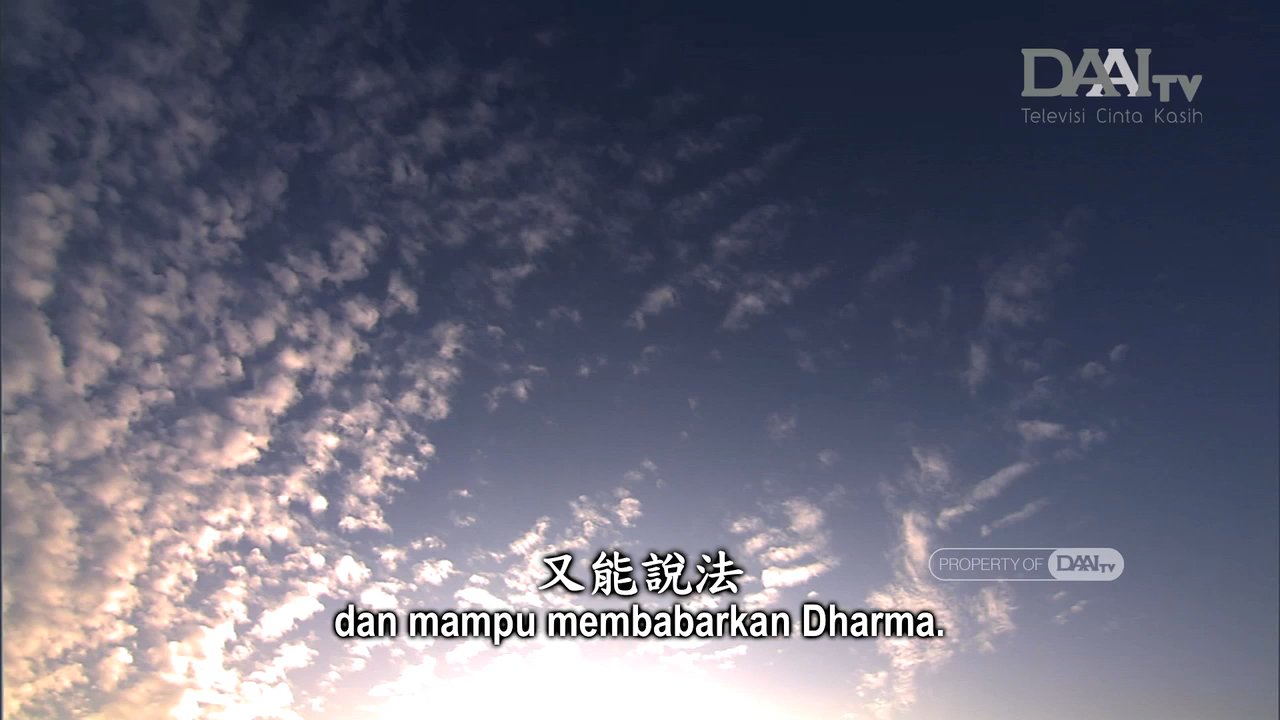 DAAI TV
Televisi Cinta Kasih
PROPERTY OF DAAI TV
又能說法
dan mampu membabarkan Dharma.